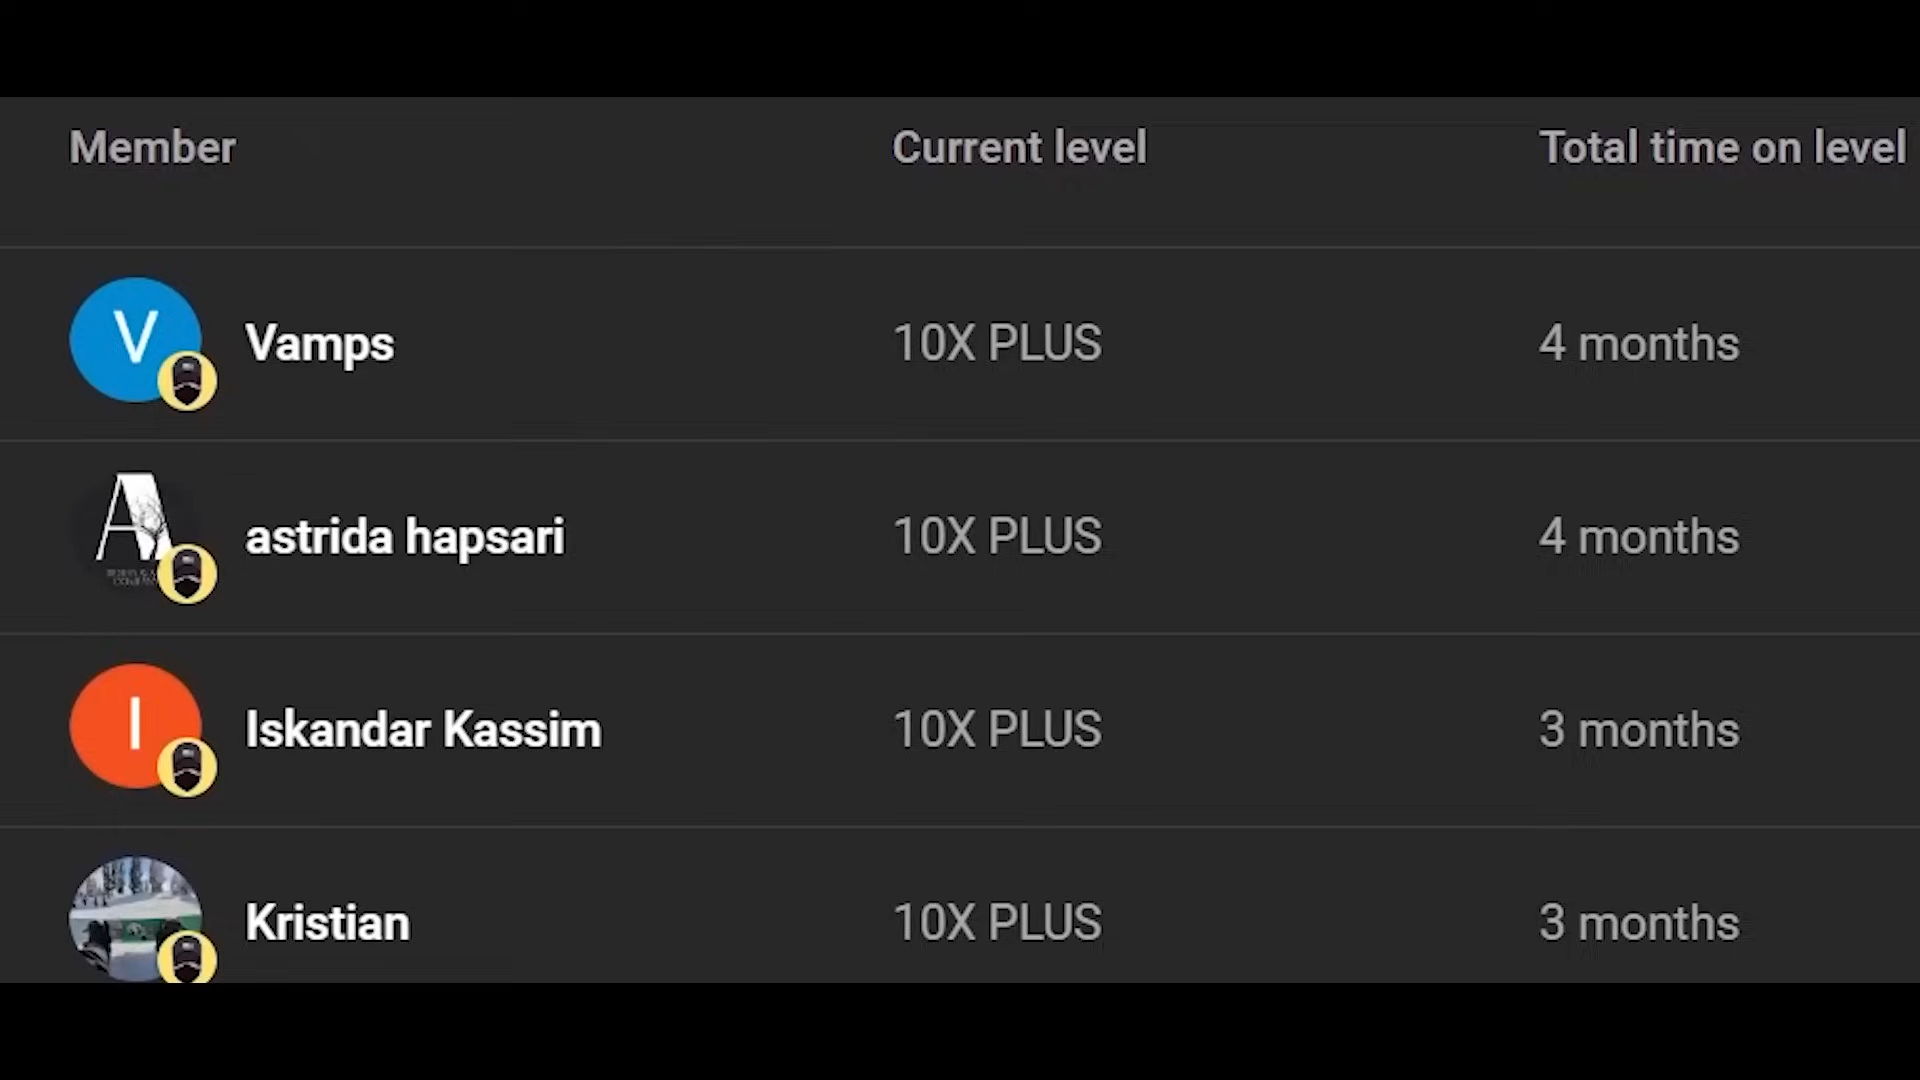 Member Current level Total time on level
V Vamps 10X PLUS 4 months
A astrida hapsari 10X PLUS 4 months
I Iskandar Kassim 10X PLUS 3 months
Kristian 10X PLUS 3 months